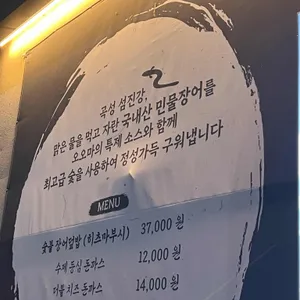 곡성 섬진강,
맑은 물을 먹고 자란 국내산 민물장어를
오오마의 특제 소스와 함께
최고급 숯을 사용하여 정성가득 구워냅니다
MENU
숯불 장어덮밥 (히츠마부시) 37,000 원
수제 등심 돈까스 12,000 원
더블 치즈 돈까스 14,000 원